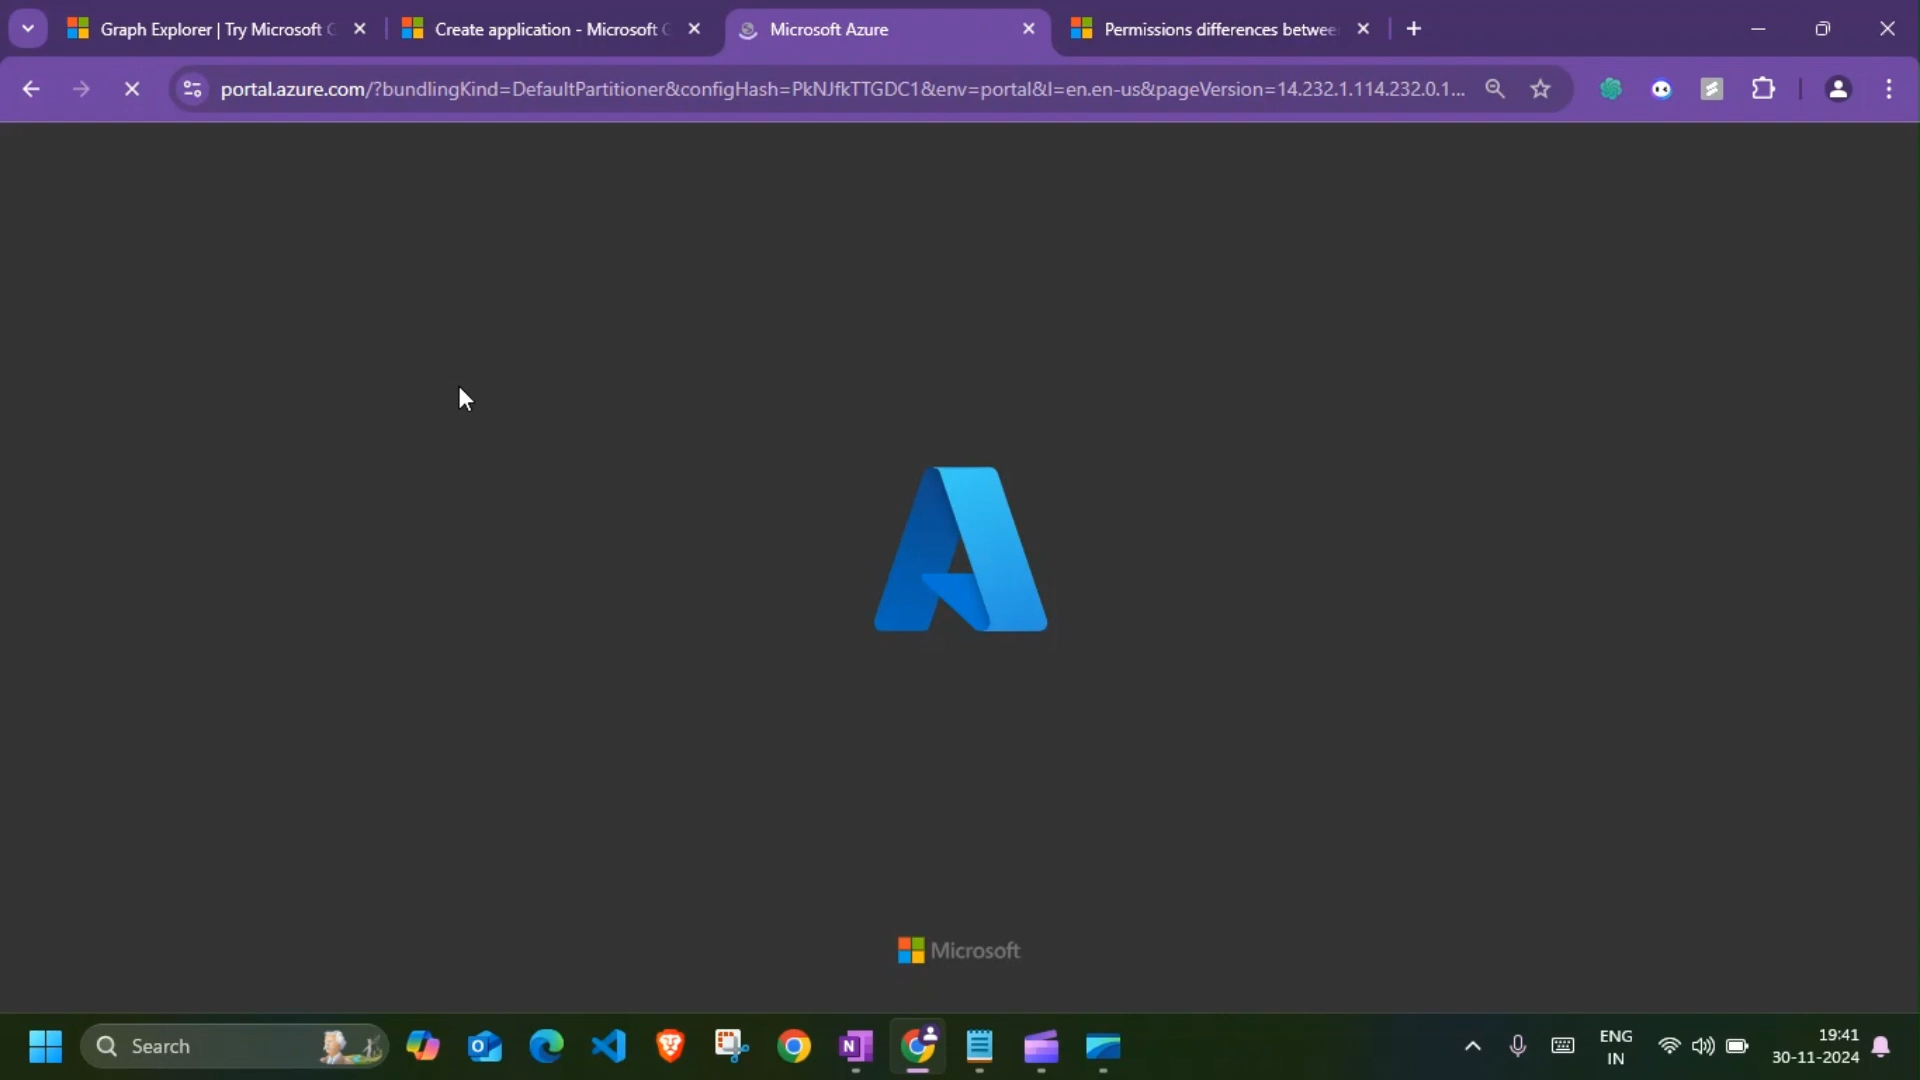 Graph Explorer | Try Microsoft G
Create application - Microsoft G
Microsoft Azure
Permissions differences betwee
portal.azure.com/?bundlingKind=DefaultPartitioner&configHash=PkNJfkTTGDC1&env=portal&l=en.en-us&pageVersion=14.232.1.114.232.0.1...
Microsoft
Search
ENG
IN
19:41
30-11-2024